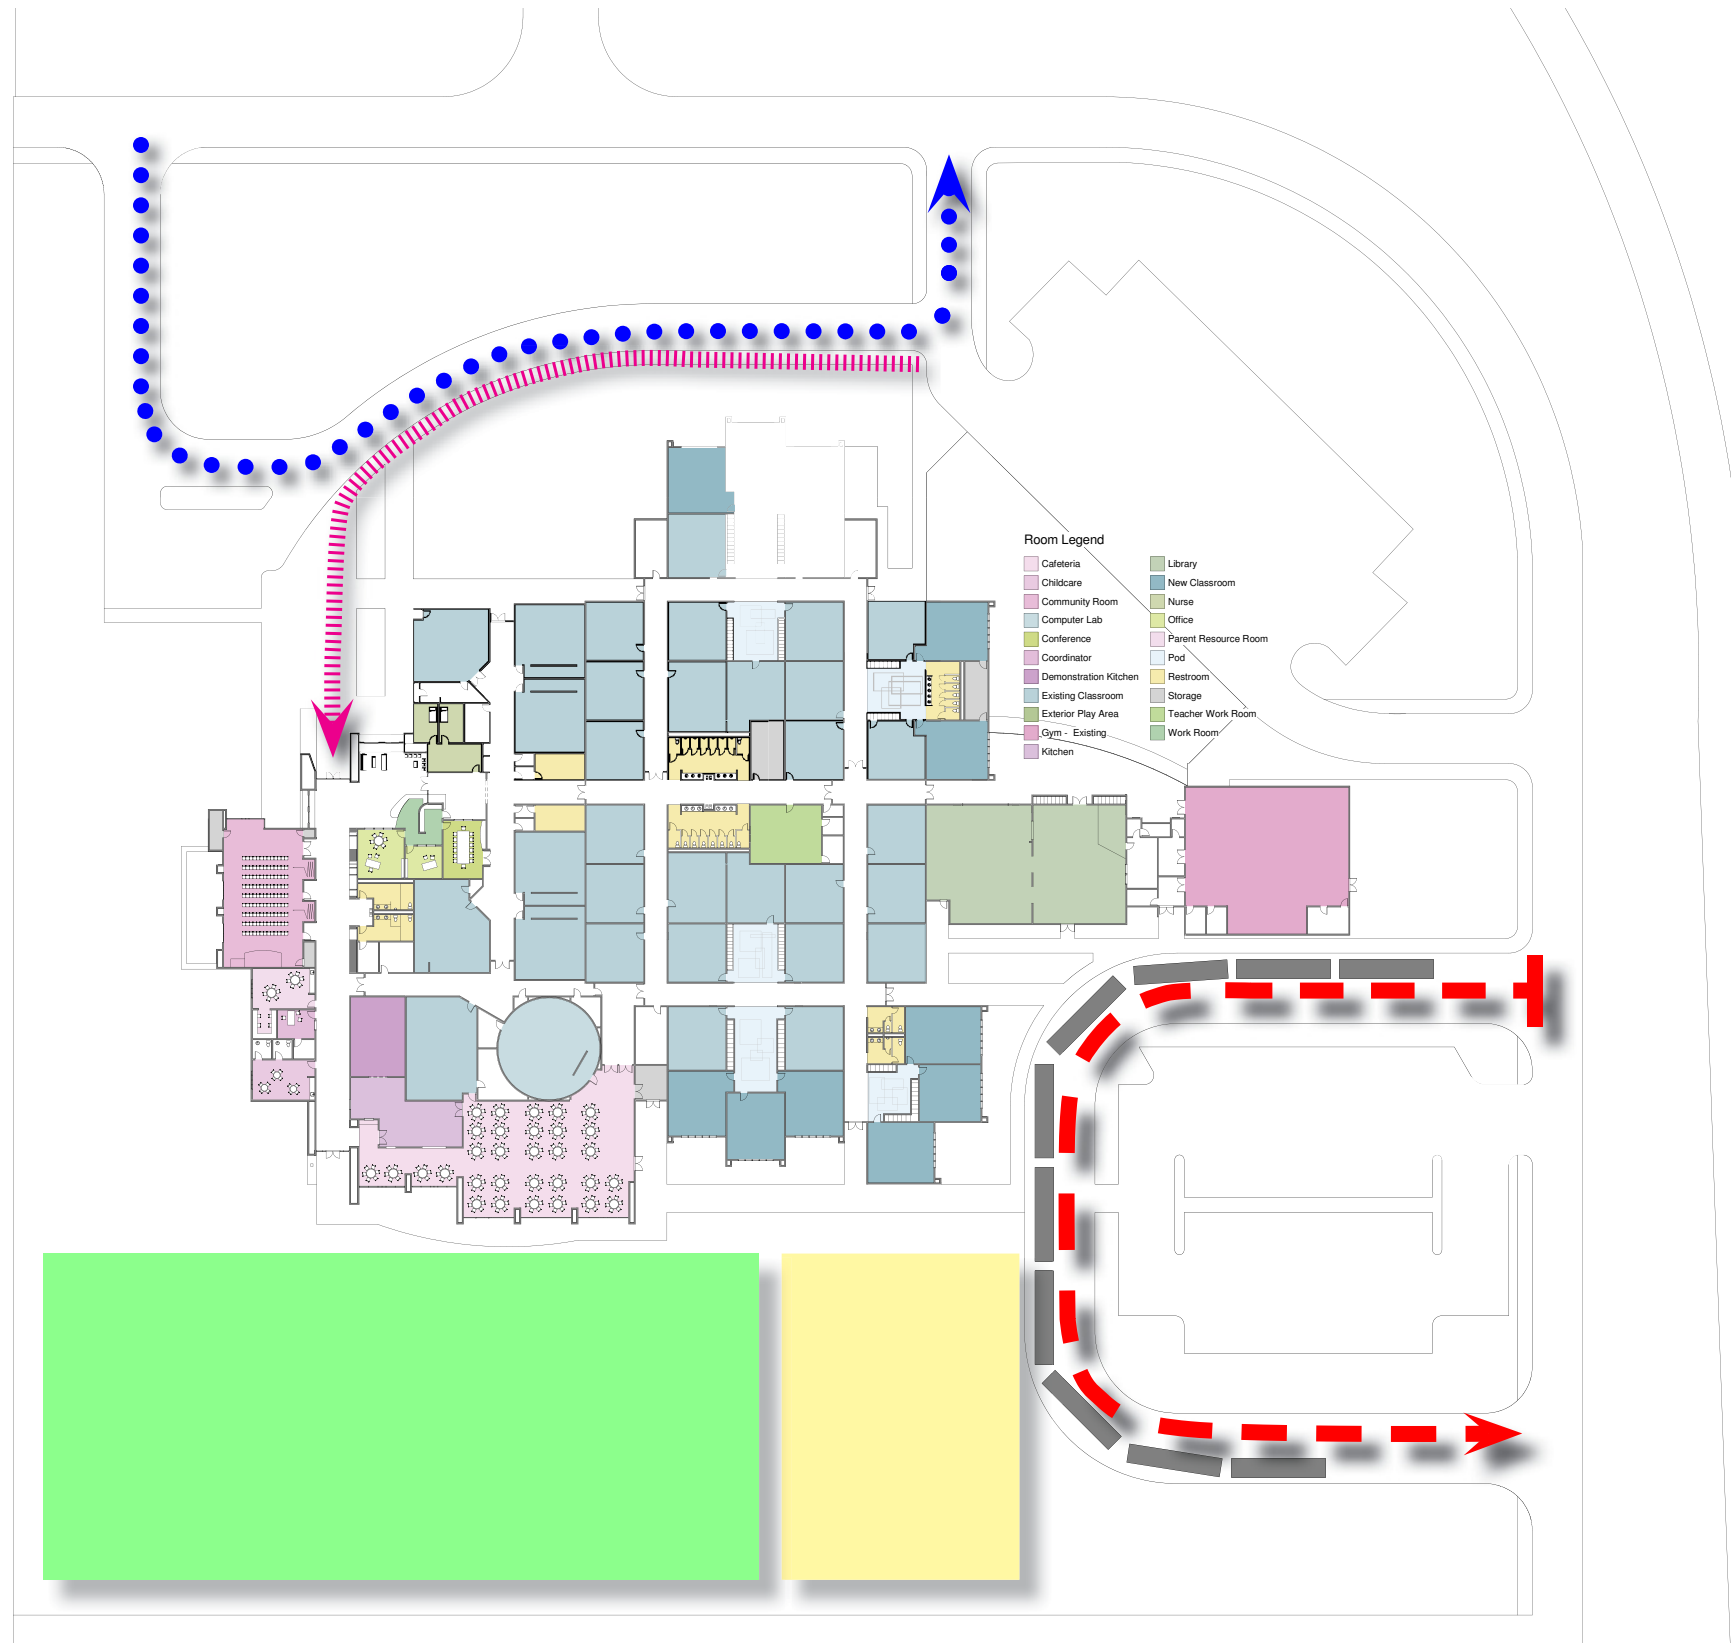 Room Legend
Cafeteria
Childcare
Community Room
Computer Lab
Conference
Coordinator
Demonstration Kitchen
Existing Classroom
Exterior Play Area
Gym - Existing
Kitchen
Library
New Classroom
Nurse
Office
Parent Resource Room
Pod
Restroom
Storage
Teacher Work Room
Work Room